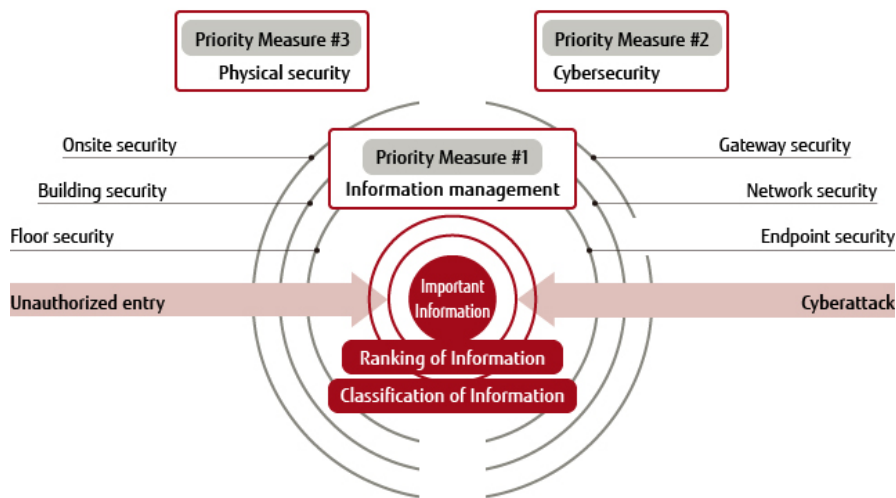 Priority Measure #3
Physical security
Priority Measure #2
Cybersecurity
Priority Measure #1
Information management
Onsite security
Building security
Floor security
Unauthorized entry
Gateway security
Network security
Endpoint security
Cyberattack
Important
Information
Ranking of Information
Classification of Information